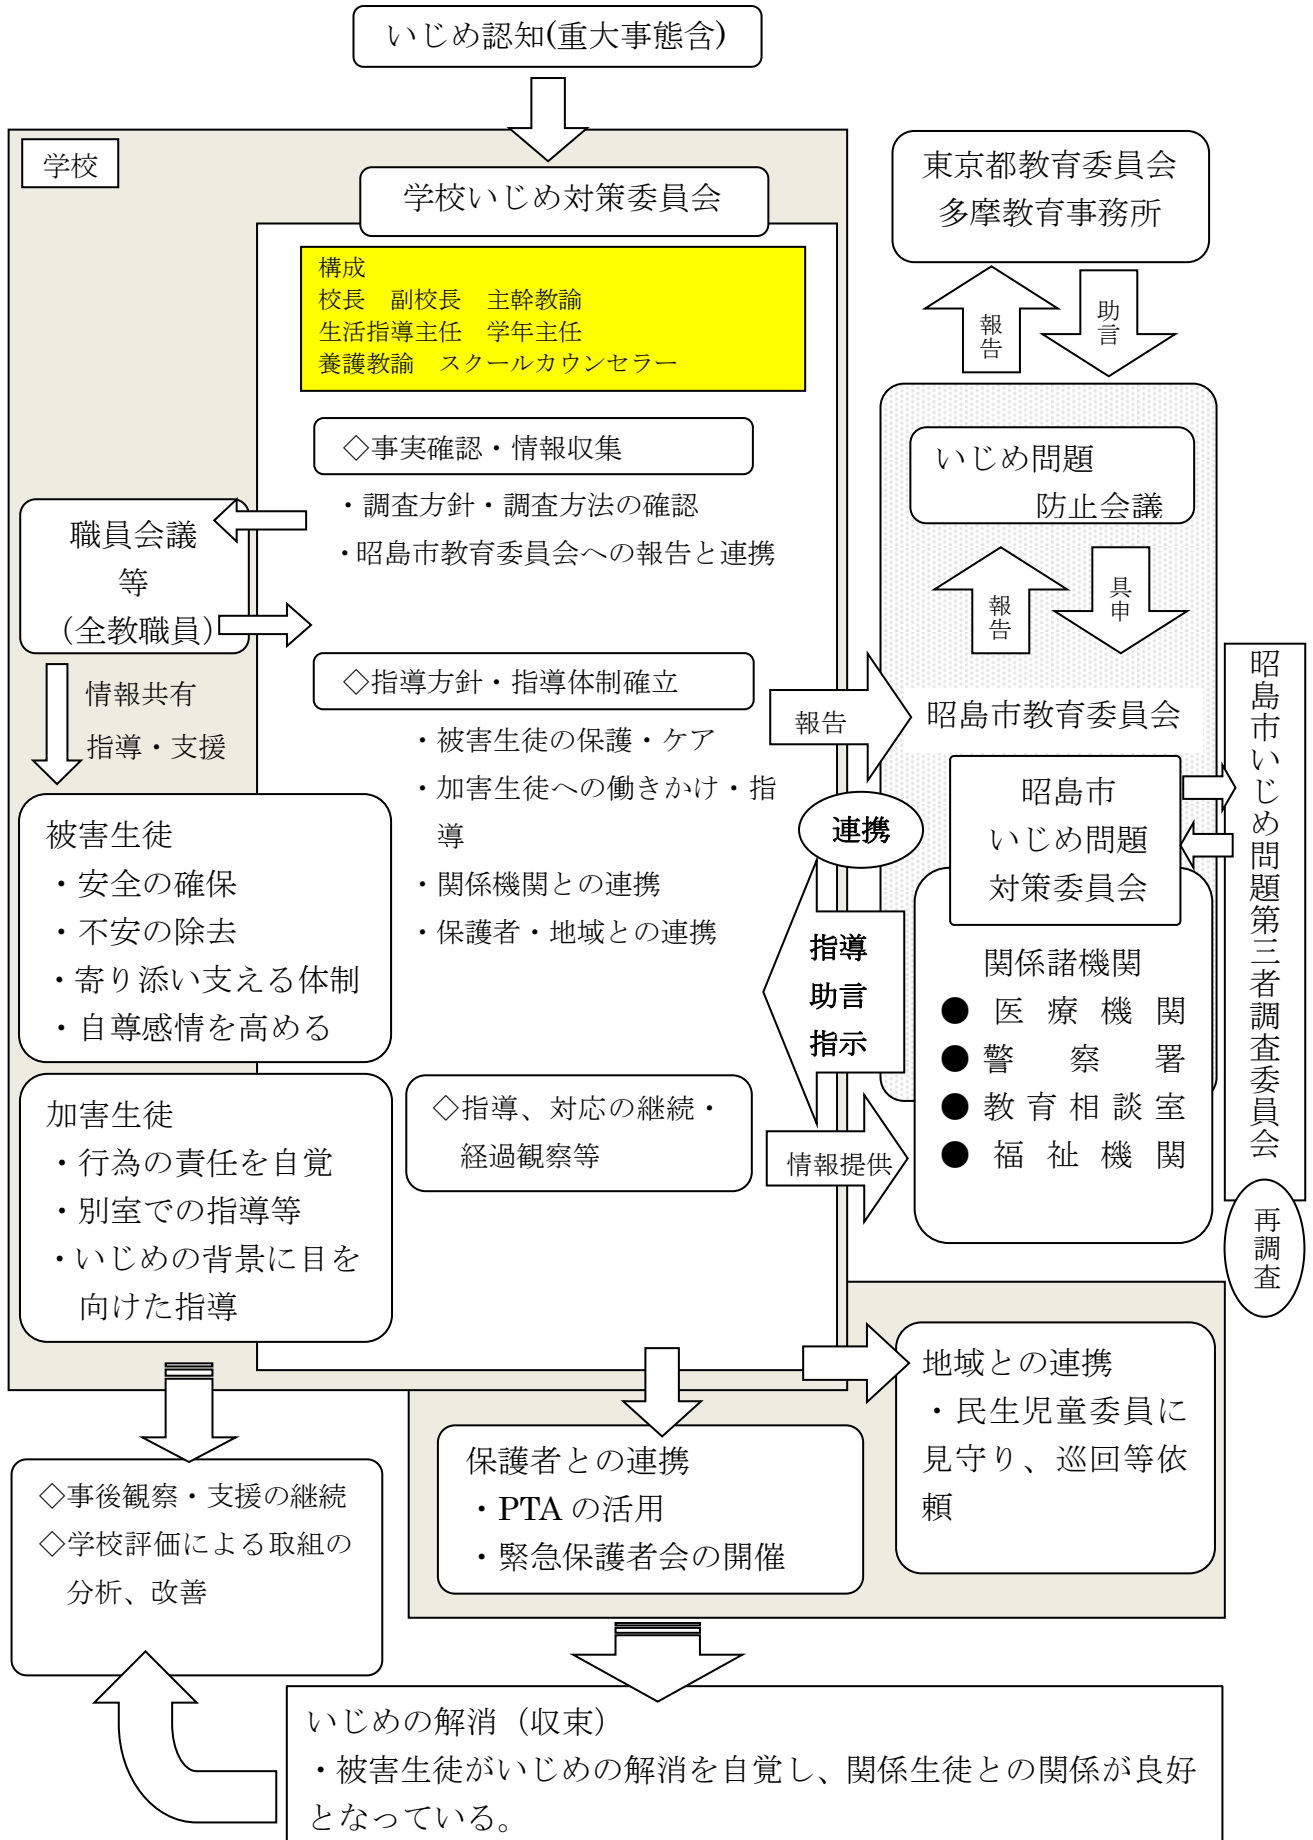 いじめ認知(重大事態含)
学校
学校いじめ対策委員会
構成
校長　副校長　主幹教諭
生活指導主任　学年主任
養護教諭　スクールカウンセラー
◇事実確認・情報収集
・調査方針・調査方法の確認
・昭島市教育委員会への報告と連携
職員会議
等
（全教職員）
情報共有
指導・支援
◇指導方針・指導体制確立
・被害生徒の保護・ケア
・加害生徒への働きかけ・指
導
・関係機関との連携
・保護者・地域との連携
被害生徒
・安全の確保
・不安の除去
・寄り添い支える体制
・自尊感情を高める
加害生徒
・行為の責任を自覚
・別室での指導等
・いじめの背景に目を
向けた指導
◇指導、対応の継続・
経過観察等
東京都教育委員会
多摩教育事務所
報告
助言
いじめ問題
防止会議
報告
具申
報告
昭島市教育委員会
連携
昭島市
いじめ問題
対策委員会
指導
助言
指示
関係諸機関
● 医療機関
● 警察署
● 教育相談室
● 福祉機関
情報提供
昭島市いじめ問題第三者調査委員会
再調査
地域との連携
・民生児童委員に
見守り、巡回等依
頼
保護者との連携
・PTA の活用
・緊急保護者会の開催
◇事後観察・支援の継続
◇学校評価による取組の
分析、改善
いじめの解消（収束）
・被害生徒がいじめの解消を自覚し、関係生徒との関係が良好
となっている。